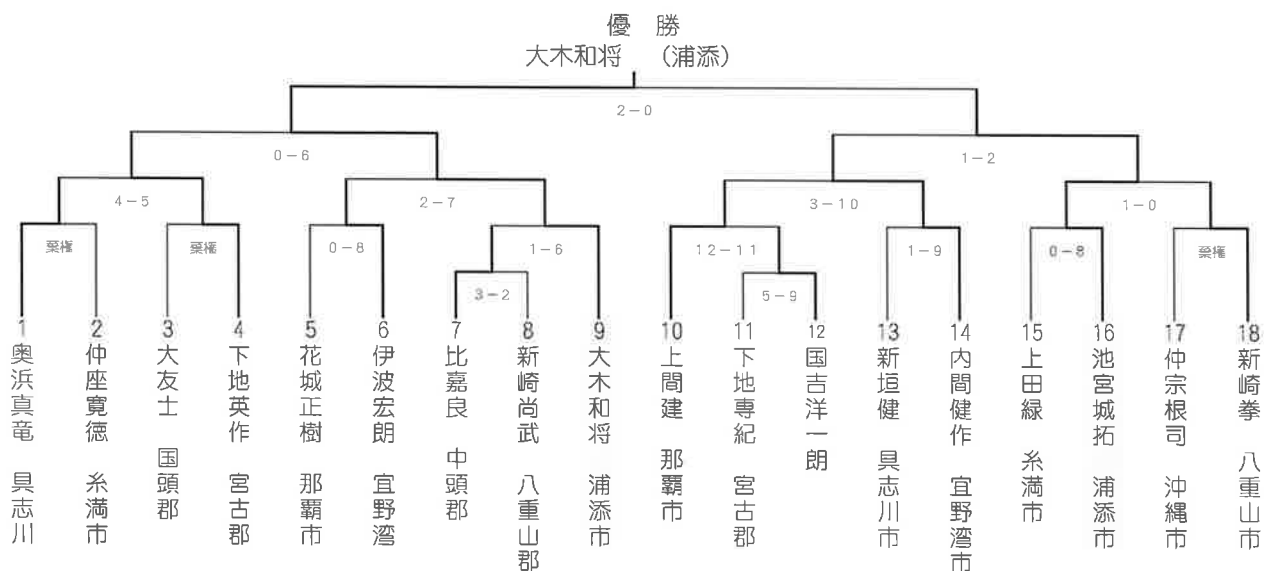 優 勝
大木和将 （浦添）
2－0
0－6
1－2
4－5
2－7
3－10
1－0
棄権
棄権
0－8
1－6
12－11
1－9
0－8
棄権
3－2
5－9
1
奥浜真竜 具志川
2
仲座寛徳 糸満市
3
大友士 国頭郡
4
下地英作 宮古郡
5
花城正樹 那覇市
6
伊波宏朗 宜野湾
7
比嘉良 中頭郡
8
新崎尚武 八重山郡
9
大木和将 浦添市
10
上間建 那覇市
11
下地専紀 宮古郡
12
国吉洋一朗
13
新垣健 具志川市
14
内間健作 宜野湾市
15
上田緑 糸満市
16
池宮城拓 浦添市
17
仲宗根司 沖縄市
18
新崎拳 八重山市